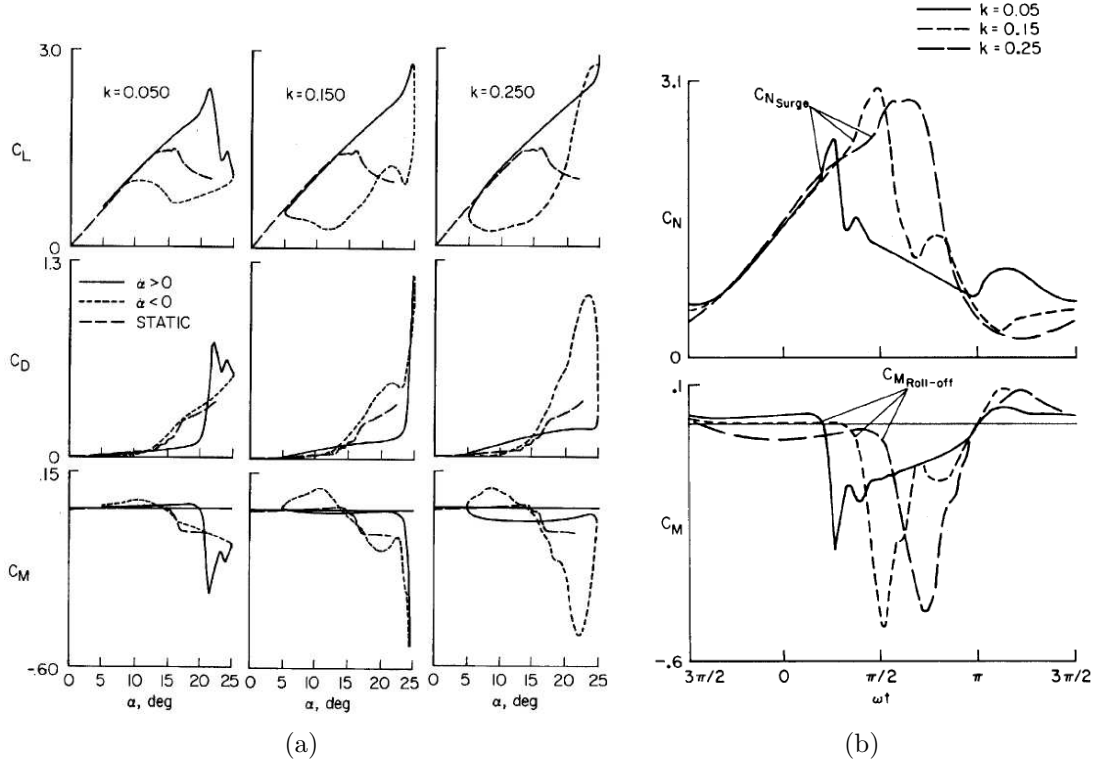 k = 0.05
k = 0.15
k = 0.25
3.0
k = 0.050
k = 0.150
k = 0.250
C_L
0
1.3
α̇ > 0
α̇ < 0
STATIC
C_D
0
.15
C_M
-.60
0 5 10 15 20 25
0 5 10 15 20 25
0 5 10 15 20 25
α, deg
α, deg
α, deg
(a)
3.1
C_N Surge
C_N
0
C_M Roll-off
.1
C_M
-.6
3π/2 0 π/2 π 3π/2
ωt
(b)